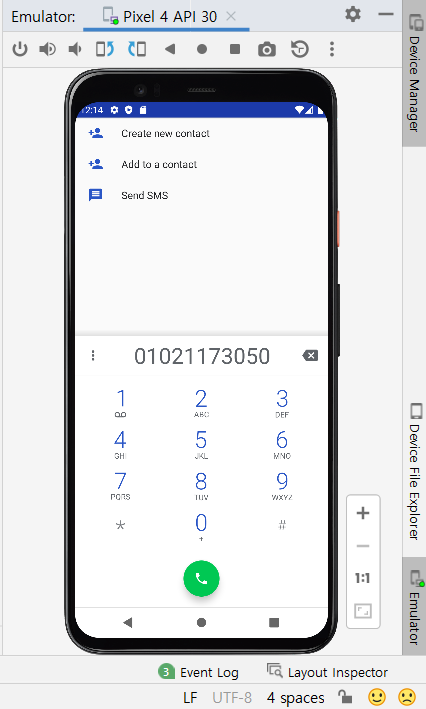 Emulator: Pixel 4 API 30
Device Manager
2:14
Create new contact
Add to a contact
Send SMS
01021173050
1 2 3
ABC DEF
4 5 6
GHI JKL MNO
7 8 9
PQRS TUV WXYZ
* 0 #
+
1:1
Device File Explorer
Emulator
3 Event Log Layout Inspector
LF UTF-8 4 spaces